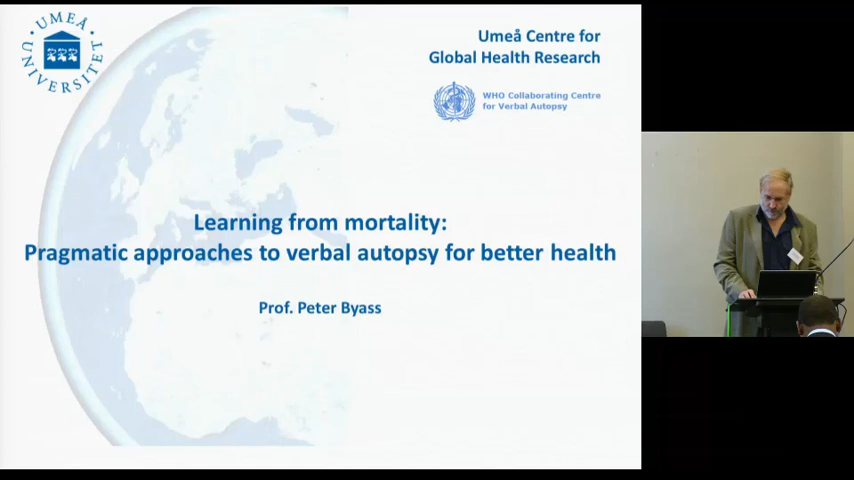 UMEÅ UNIVERSITET
Umeå Centre for
Global Health Research
WHO Collaborating Centre
for Verbal Autopsy
Learning from mortality:
Pragmatic approaches to verbal autopsy for better health
Prof. Peter Byass